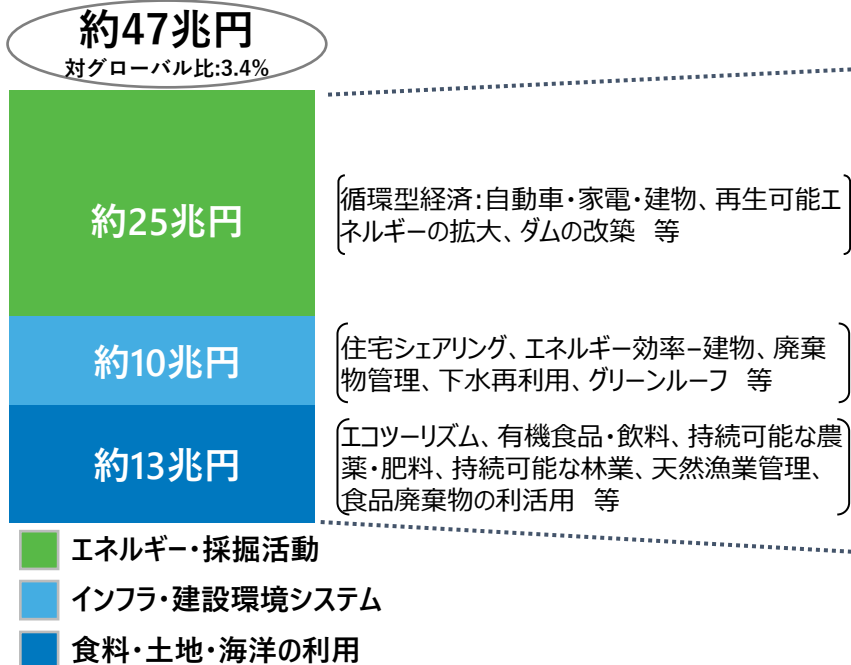 約47兆円
対グローバル比:3.4%
約25兆円
循環型経済:自動車・家電・建物、再生可能エ
ネルギーの拡大、ダムの改築 等
約10兆円
住宅シェアリング、エネルギー効率–建物、廃棄
物管理、下水再利用、グリーンルーフ 等
約13兆円
エコツーリズム、有機食品・飲料、持続可能な農
薬・肥料、持続可能な林業、天然漁業管理、
食品廃棄物の利活用 等
エネルギー・採掘活動
インフラ・建設環境システム
食料・土地・海洋の利用